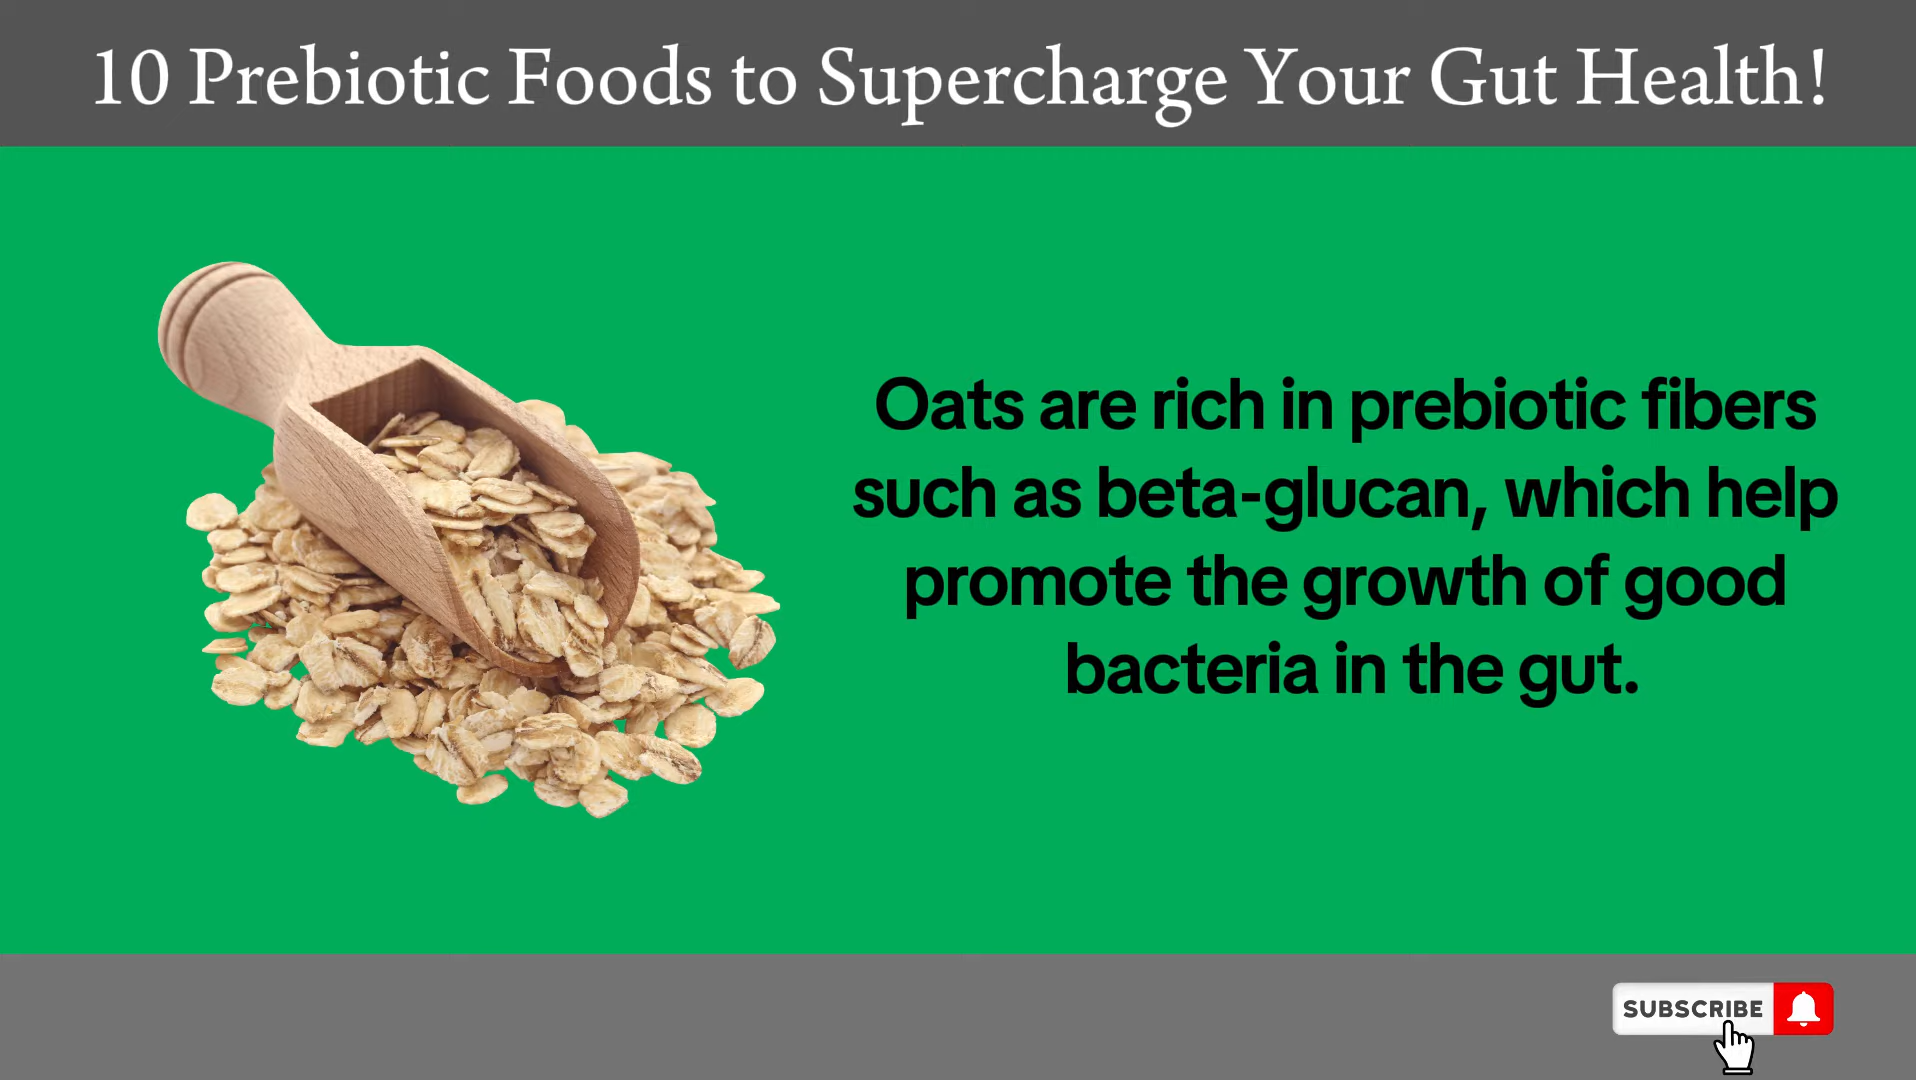 10 Prebiotic Foods to Supercharge Your Gut Health!
Oats are rich in prebiotic fibers
such as beta-glucan, which help
promote the growth of good
bacteria in the gut.
SUBSCRIBE